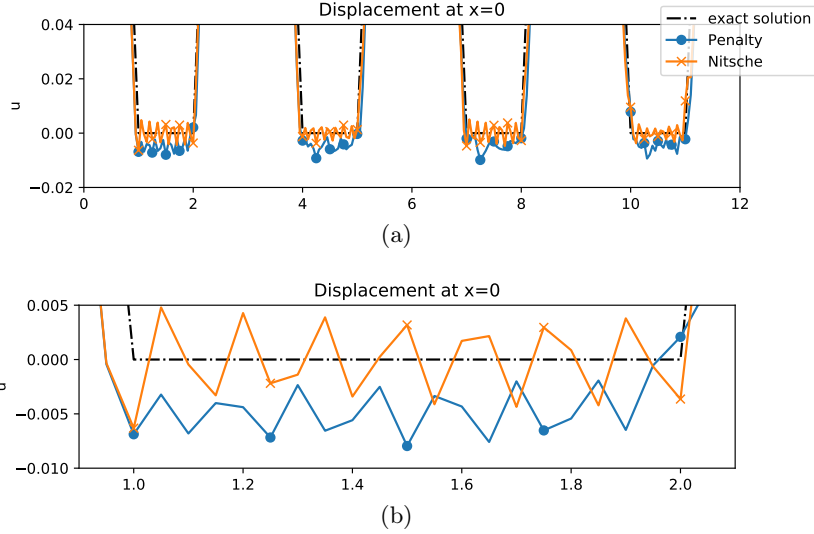 Displacement at x=0
exact solution
Penalty
Nitsche
0.04
0.02
0.00
−0.02
u
0 2 4 6 8 10 12
(a)
Displacement at x=0
0.005
0.000
−0.005
−0.010
u
1.0 1.2 1.4 1.6 1.8 2.0
(b)